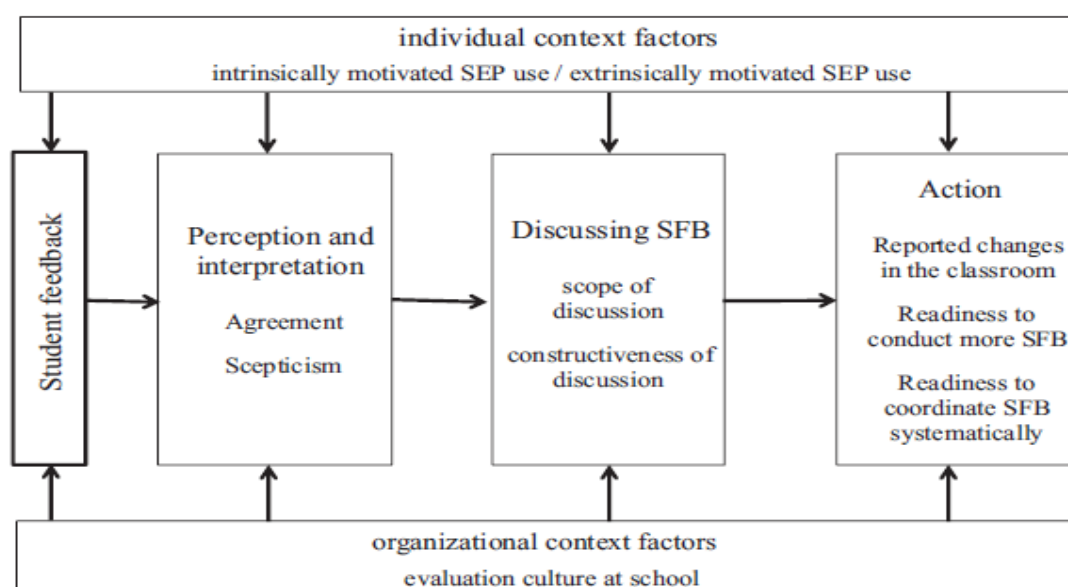 individual context factors
intrinsically motivated SEP use / extrinsically motivated SEP use
Student feedback
Perception and
interpretation
Agreement
Scepticism
Discussing SFB
scope of
discussion
constructiveness of
discussion
Action
Reported changes
in the classroom
Readiness to
conduct more SFB
Readiness to
coordinate SFB
systematically
organizational context factors
evaluation culture at school